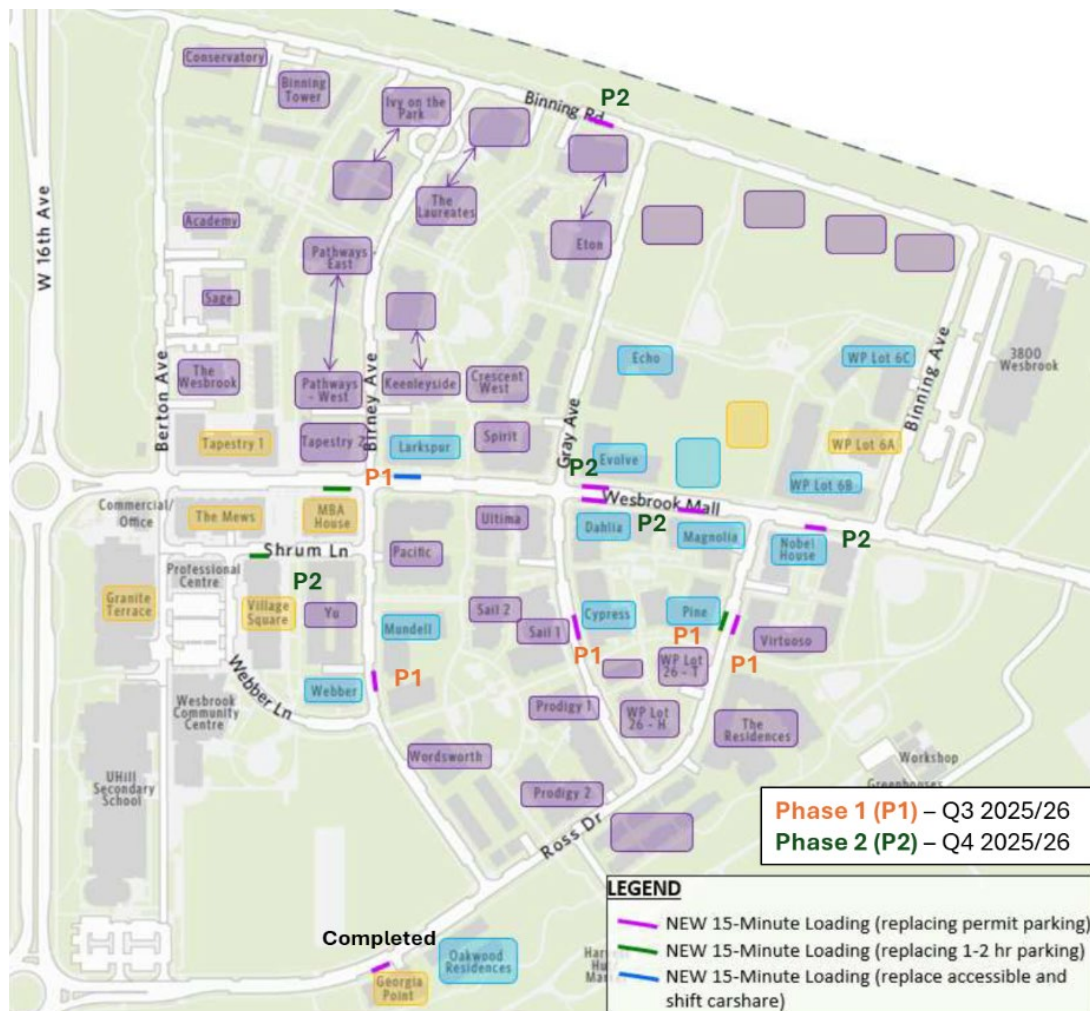 Conservatory
Binning
Tower
Ivy on the
Park
Binning Rd
P2
The
Laureates
Academy
Eton
Pathways
East
W 16th Ave
Sage
Berton Ave
The
Wesbrook
Pathways
- West
Birney Ave
Keenleyside
Crescent
West
Gray Ave
Echo
WP Lot 6C
Binning Ave
3800
Wesbrook
Tapestry 1
Tapestry 2
Larkspur
Spirit
Evolve
WP Lot 6A
WP Lot 6B
P1
P2
Wesbrook Mall
Commercial/
Office
The Mews
MBA
House
Ultima
Dahlia
P2
Magnolia
Nobel
House
P2
Shrum Ln
Pacific
Professional
Centre
P2
Granite
Terrace
Village
Square
Yu
Mundell
Sail 2
Sail 1
Cypress
Pine
P1
P1
P1
Virtuoso
WP Lot
26 - T
Webber
P1
Webber Ln
Wesbrook
Community
Centre
Prodigy 1
WP Lot
26 - H
The
Residences
Wordsworth
Workshop
Greenhouses
UHill
Secondary
School
Prodigy 2
Ross Dr
Phase 1 (P1) – Q3 2025/26
Phase 2 (P2) – Q4 2025/26
LEGEND
NEW 15-Minute Loading (replacing permit parking)
NEW 15-Minute Loading (replacing 1-2 hr parking)
NEW 15-Minute Loading (replace accessible and
shift carshare)
Completed
Oakwood
Residences
Georgia
Point